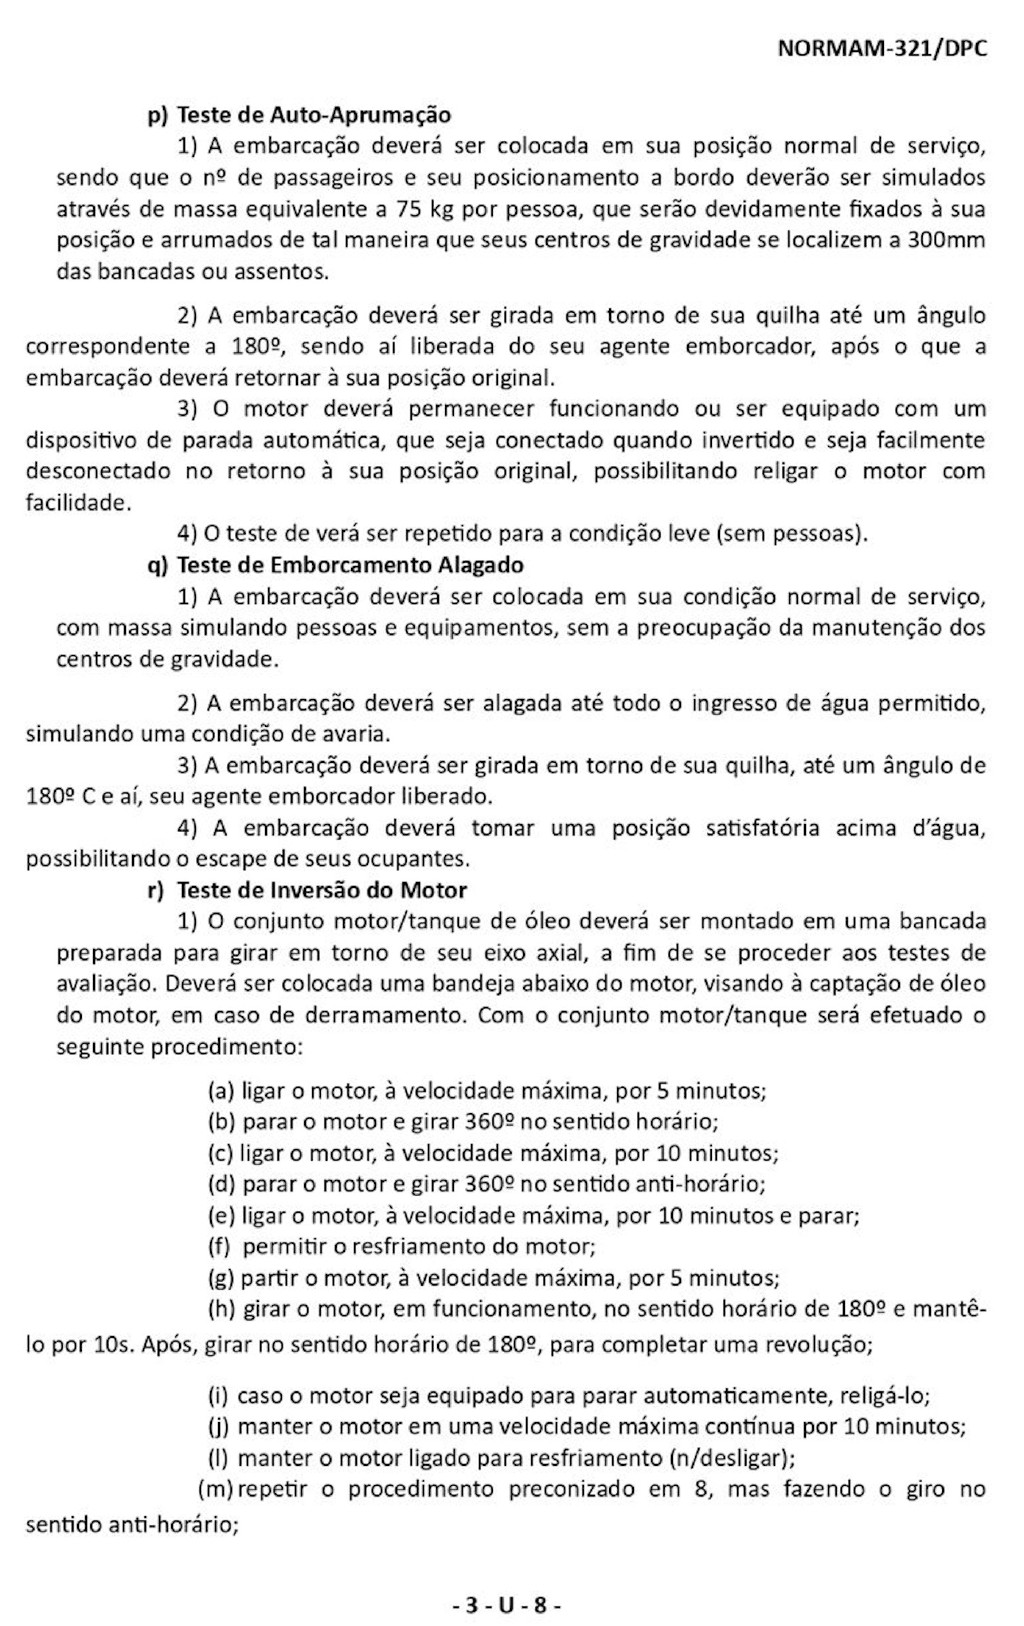 NORMAM-321/DPC
p) Teste de Auto-Aprumação
1) A embarcação deverá ser colocada em sua posição normal de serviço,
sendo que o nº de passageiros e seu posicionamento a bordo deverão ser simulados
através de massa equivalente a 75 kg por pessoa, que serão devidamente fixados à sua
posição e arrumados de tal maneira que seus centros de gravidade se localizem a 300mm
das bancadas ou assentos.
2) A embarcação deverá ser girada em torno de sua quilha até um ângulo
correspondente a 180º, sendo aí liberada do seu agente emborcador, após o que a
embarcação deverá retornar à sua posição original.
3) O motor deverá permanecer funcionando ou ser equipado com um
dispositivo de parada automática, que seja conectado quando invertido e seja facilmente
desconectado no retorno à sua posição original, possibilitando religar o motor com
facilidade.
4) O teste de verá ser repetido para a condição leve (sem pessoas).
q) Teste de Emborcamento Alagado
1) A embarcação deverá ser colocada em sua condição normal de serviço,
com massa simulando pessoas e equipamentos, sem a preocupação da manutenção dos
centros de gravidade.
2) A embarcação deverá ser alagada até todo o ingresso de água permitido,
simulando uma condição de avaria.
3) A embarcação deverá ser girada em torno de sua quilha, até um ângulo de
180º C e aí, seu agente emborcador liberado.
4) A embarcação deverá tomar uma posição satisfatória acima d'água,
possibilitando o escape de seus ocupantes.
r) Teste de Inversão do Motor
1) O conjunto motor/tanque de óleo deverá ser montado em uma bancada
preparada para girar em torno de seu eixo axial, a fim de se proceder aos testes de
avaliação. Deverá ser colocada uma bandeja abaixo do motor, visando à captação de óleo
do motor, em caso de derramamento. Com o conjunto motor/tanque será efetuado o
seguinte procedimento:
(a) ligar o motor, à velocidade máxima, por 5 minutos;
(b) parar o motor e girar 360º no sentido horário;
(c) ligar o motor, à velocidade máxima, por 10 minutos;
(d) parar o motor e girar 360º no sentido anti-horário;
(e) ligar o motor, à velocidade máxima, por 10 minutos e parar;
(f) permitir o resfriamento do motor;
(g) partir o motor, à velocidade máxima, por 5 minutos;
(h) girar o motor, em funcionamento, no sentido horário de 180º e mantê-
lo por 10s. Após, girar no sentido horário de 180º, para completar uma revolução;
(i) caso o motor seja equipado para parar automaticamente, religá-lo;
(j) manter o motor em uma velocidade máxima contínua por 10 minutos;
(l) manter o motor ligado para resfriamento (n/desligar);
(m) repetir o procedimento preconizado em 8, mas fazendo o giro no
sentido anti-horário;
- 3 - U - 8 -